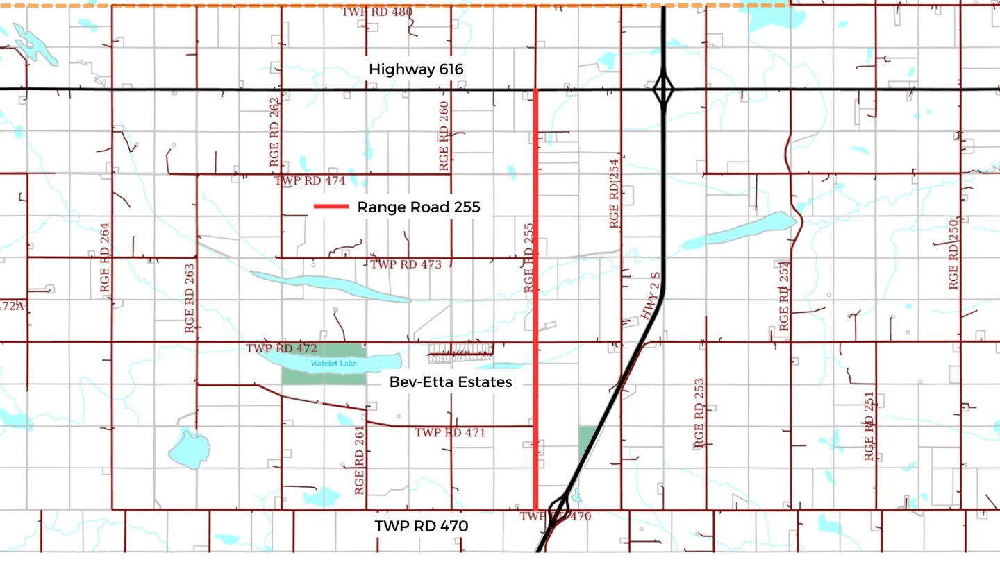 TWP RD 480
Highway 616
RGE RD 262
RGE RD 260
RGE RD 254
TWP RD 474
Range Road 255
RGE RD 264
RGE RD 255
RGE RD 250
TWP RD 473
RGE RD 263
RGE RD 252
HWY 2 S
72A
TWP RD 472
Watelet Lake
Bev-Etta Estates
RGE RD 253
RGE RD 251
TWP RD 471
RGE RD 261
TWP RD 470
TWP RD 470